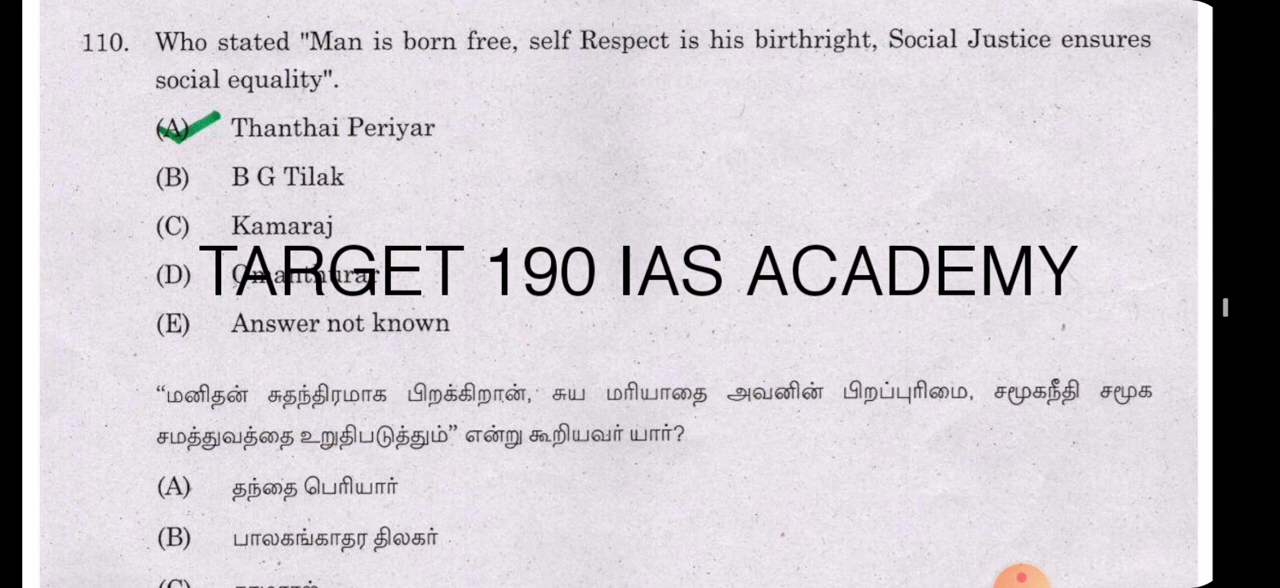 110. Who stated "Man is born free, self Respect is his birthright, Social Justice ensures
social equality".
(A) Thanthai Periyar
(B) B G Tilak
(C) Kamaraj
TARGET 190 IAS ACADEMY
(D) Omanthurar
(E) Answer not known
“மனிதன் சுதந்திரமாக பிறக்கிறான், சுய மரியாதை அவனின் பிறப்புரிமை, சமூகநீதி சமூக
சமத்துவத்தை உறுதிபடுத்தும்” என்று கூறியவர் யார்?
(A) தந்தை பெரியார்
(B) பாலகங்காதர திலகர்
(C)